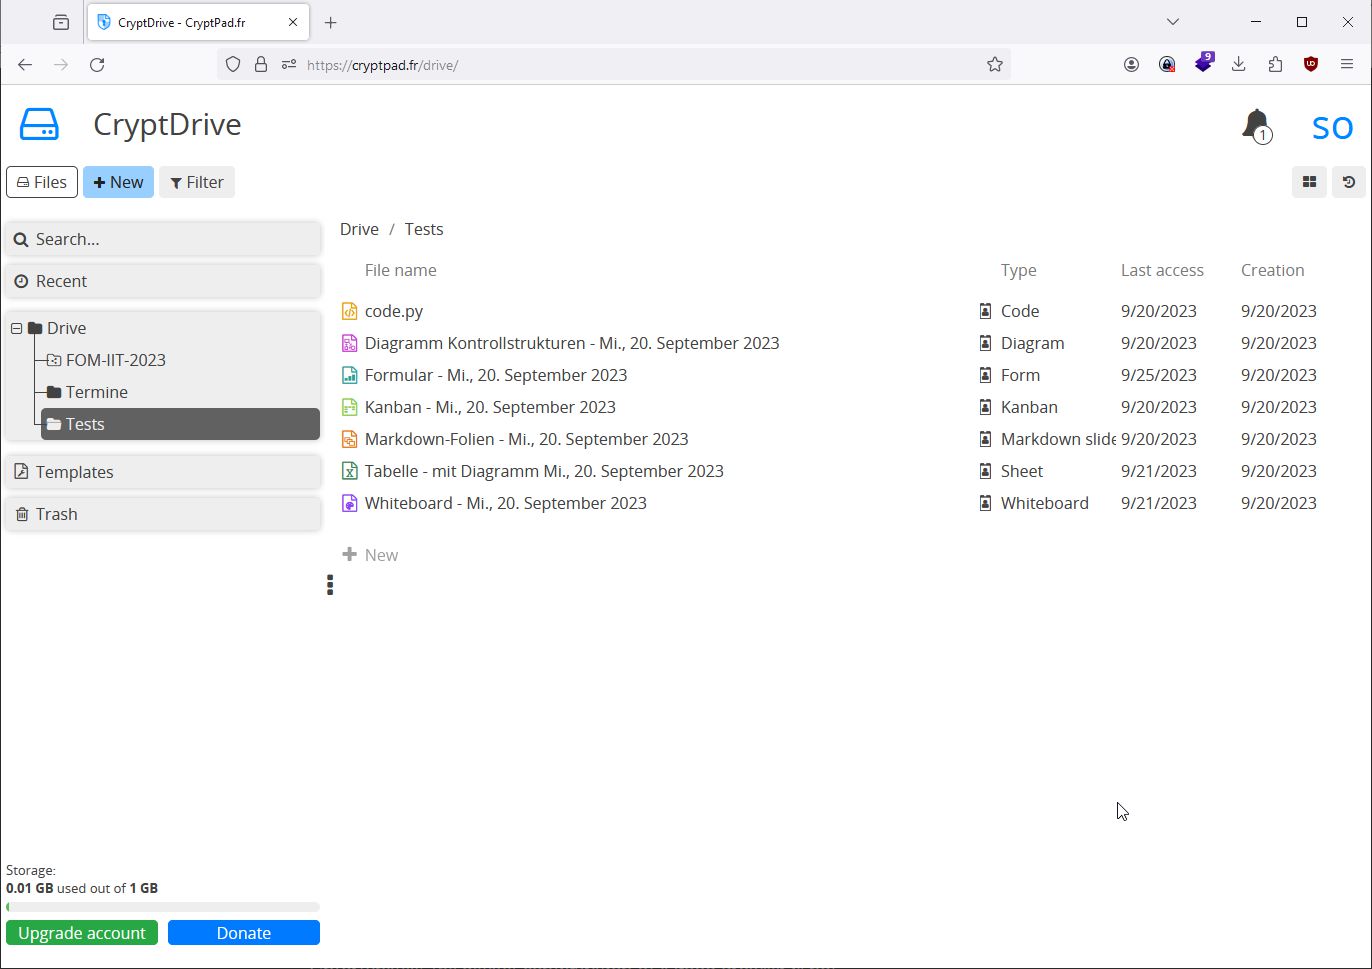 CryptDrive - CryptPad.fr
https://cryptpad.fr/drive/
9
CryptDrive
1
SO
Files
New
Filter
Search...
Drive / Tests
Recent
File name Type Last access Creation
code.py Code 9/20/2023 9/20/2023
Drive
Diagramm Kontrollstrukturen - Mi., 20. September 2023 Diagram 9/20/2023 9/20/2023
FOM-IIT-2023
Formular - Mi., 20. September 2023 Form 9/25/2023 9/20/2023
Termine
Kanban - Mi., 20. September 2023 Kanban 9/20/2023 9/20/2023
Tests
Markdown-Folien - Mi., 20. September 2023 Markdown slide 9/20/2023 9/20/2023
Templates
Tabelle - mit Diagramm Mi., 20. September 2023 Sheet 9/21/2023 9/20/2023
Trash
Whiteboard - Mi., 20. September 2023 Whiteboard 9/21/2023 9/20/2023
New
Storage:
0.01 GB used out of 1 GB
Upgrade account
Donate